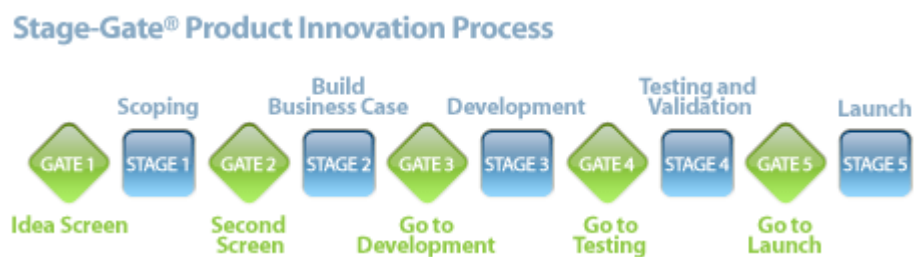 Stage-Gate® Product Innovation Process
Scoping
Build
Business Case
Development
Testing and
Validation
Launch
GATE 1
STAGE 1
GATE 2
STAGE 2
GATE 3
STAGE 3
GATE 4
STAGE 4
GATE 5
STAGE 5
Idea Screen
Second
Screen
Go to
Development
Go to
Testing
Go to
Launch